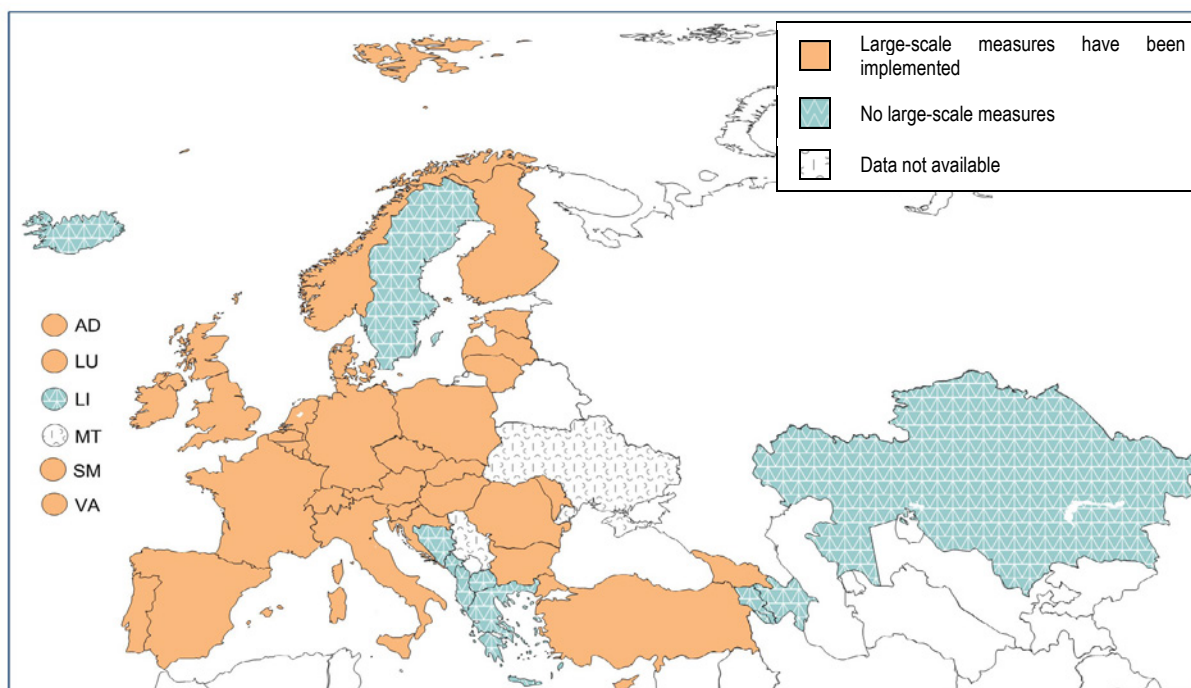 Large-scale measures have been
implemented
No large-scale measures
Data not available
AD
LU
LI
MT
SM
VA